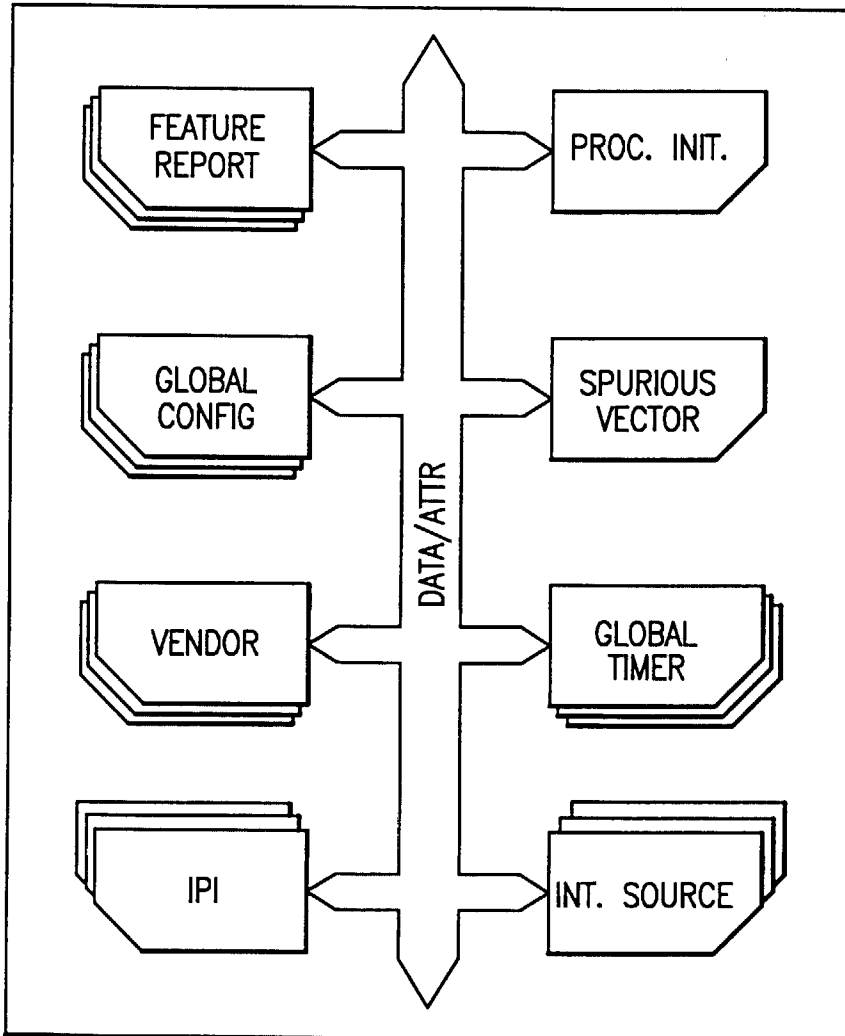 FEATURE
REPORT
PROC. INIT.
GLOBAL
CONFIG
SPURIOUS
VECTOR
DATA/ATTR
VENDOR
GLOBAL
TIMER
IPI
INT. SOURCE